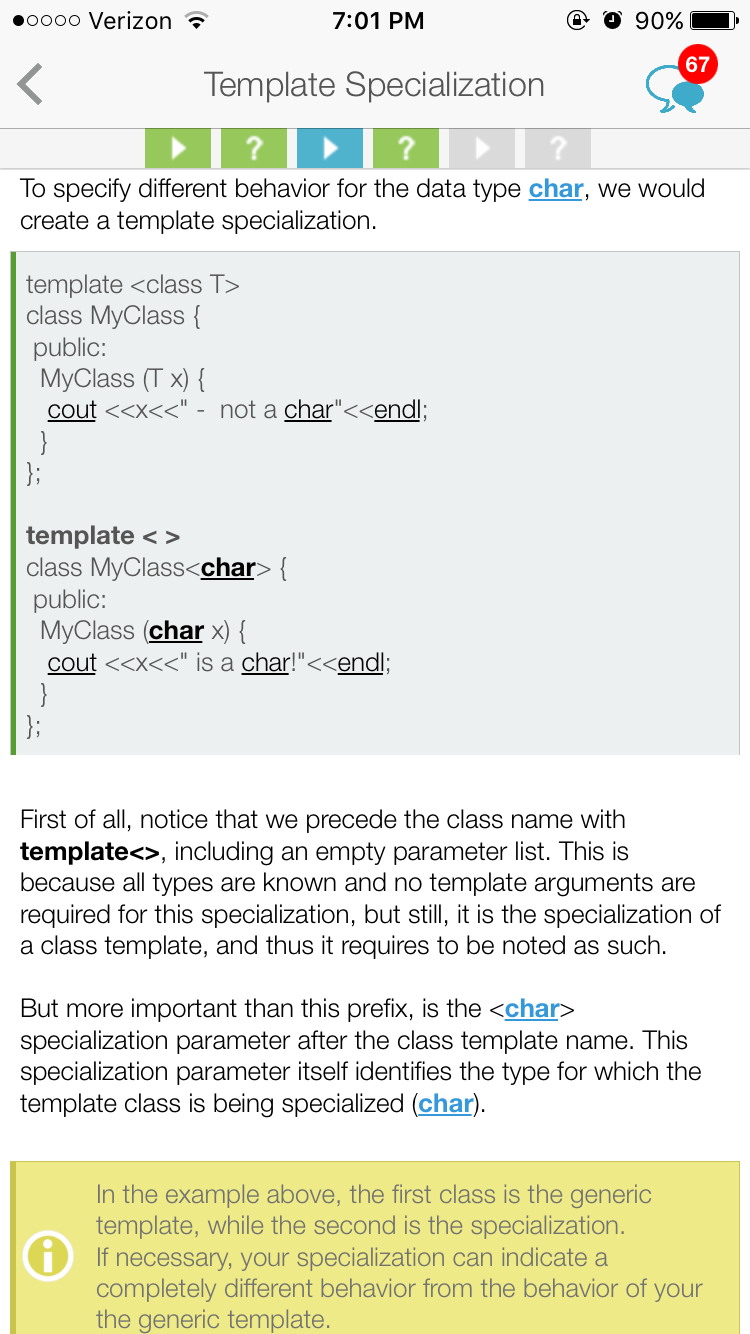 Verizon 7:01 PM 90%
Template Specialization
67
? ? ?
To specify different behavior for the data type char, we would
create a template specialization.
template <class T>
class MyClass {
public:
MyClass (T x) {
cout <<x<<" -  not a char"<<endl;
}
};
template < >
class MyClass<char> {
public:
MyClass (char x) {
cout <<x<<" is a char!"<<endl;
}
};
First of all, notice that we precede the class name with
template<>, including an empty parameter list. This is
because all types are known and no template arguments are
required for this specialization, but still, it is the specialization of
a class template, and thus it requires to be noted as such.
But more important than this prefix, is the <char>
specialization parameter after the class template name. This
specialization parameter itself identifies the type for which the
template class is being specialized (char).
In the example above, the first class is the generic
template, while the second is the specialization.
If necessary, your specialization can indicate a
completely different behavior from the behavior of your
the generic template.